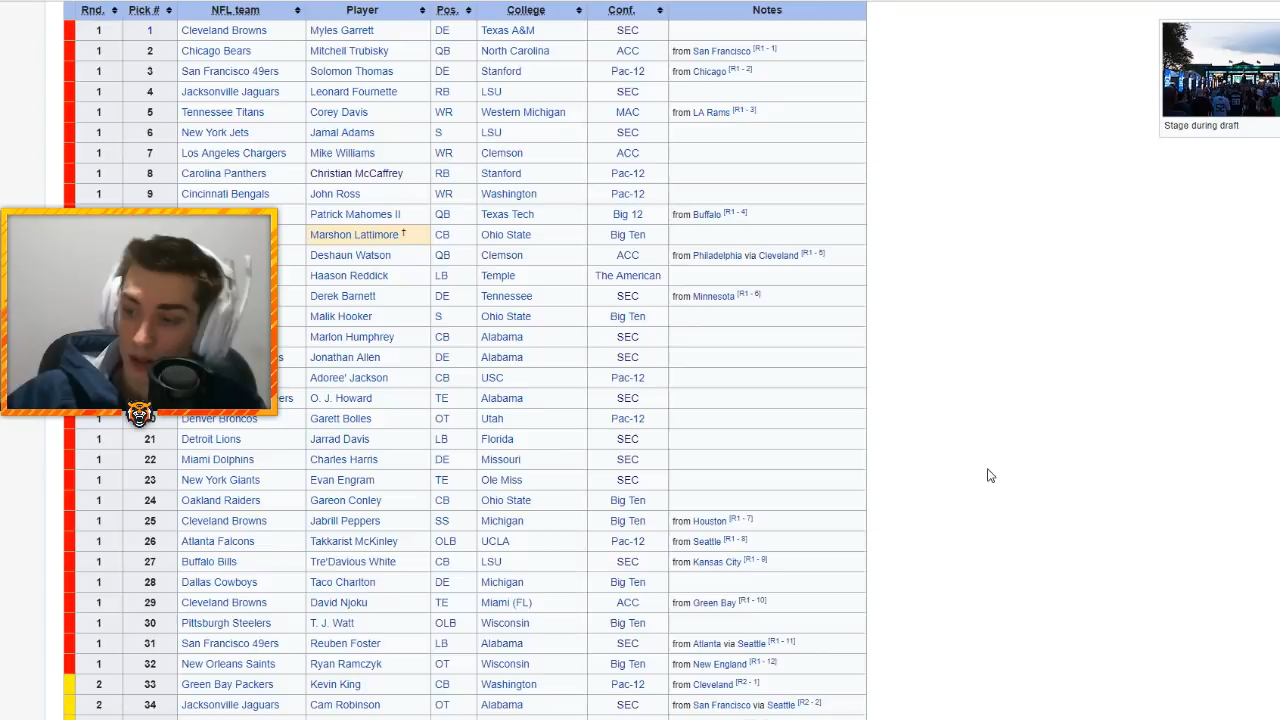 Rnd. Pick # NFL team Player Pos. College Conf. Notes
1 1 Cleveland Browns Myles Garrett DE Texas A&M SEC
1 2 Chicago Bears Mitchell Trubisky QB North Carolina ACC from San Francisco [R1 - 1]
1 3 San Francisco 49ers Solomon Thomas DE Stanford Pac-12 from Chicago [R1 - 2]
1 4 Jacksonville Jaguars Leonard Fournette RB LSU SEC
1 5 Tennessee Titans Corey Davis WR Western Michigan MAC from LA Rams [R1 - 3]
1 6 New York Jets Jamal Adams S LSU SEC
1 7 Los Angeles Chargers Mike Williams WR Clemson ACC
1 8 Carolina Panthers Christian McCaffrey RB Stanford Pac-12
1 9 Cincinnati Bengals John Ross WR Washington Pac-12
Patrick Mahomes II QB Texas Tech Big 12 from Buffalo [R1 - 4]
Marshon Lattimore † CB Ohio State Big Ten
Deshaun Watson QB Clemson ACC from Philadelphia via Cleveland [R1 - 5]
Haason Reddick LB Temple The American
Derek Barnett DE Tennessee SEC from Minnesota [R1 - 6]
Malik Hooker S Ohio State Big Ten
Marlon Humphrey CB Alabama SEC
s Jonathan Allen DE Alabama SEC
Adoree' Jackson CB USC Pac-12
ers O. J. Howard TE Alabama SEC
1 0 Denver Broncos Garett Bolles OT Utah Pac-12
1 21 Detroit Lions Jarrad Davis LB Florida SEC
1 22 Miami Dolphins Charles Harris DE Missouri SEC
1 23 New York Giants Evan Engram TE Ole Miss SEC
1 24 Oakland Raiders Gareon Conley CB Ohio State Big Ten
1 25 Cleveland Browns Jabrill Peppers SS Michigan Big Ten from Houston [R1 - 7]
1 26 Atlanta Falcons Takkarist McKinley OLB UCLA Pac-12 from Seattle [R1 - 8]
1 27 Buffalo Bills Tre'Davious White CB LSU SEC from Kansas City [R1 - 9]
1 28 Dallas Cowboys Taco Charlton DE Michigan Big Ten
1 29 Cleveland Browns David Njoku TE Miami (FL) ACC from Green Bay [R1 - 10]
1 30 Pittsburgh Steelers T. J. Watt OLB Wisconsin Big Ten
1 31 San Francisco 49ers Reuben Foster LB Alabama SEC from Atlanta via Seattle [R1 - 11]
1 32 New Orleans Saints Ryan Ramczyk OT Wisconsin Big Ten from New England [R1 - 12]
2 33 Green Bay Packers Kevin King CB Washington Pac-12 from Cleveland [R2 - 1]
2 34 Jacksonville Jaguars Cam Robinson OT Alabama SEC from San Francisco via Seattle [R2 - 2]
Stage during draft